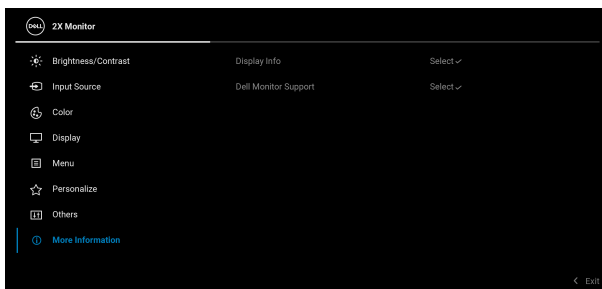 DELL 2X Monitor
Brightness/Contrast Display Info Select
Input Source Dell Monitor Support Select
Color
Display
Menu
Personalize
Others
More Information
Exit